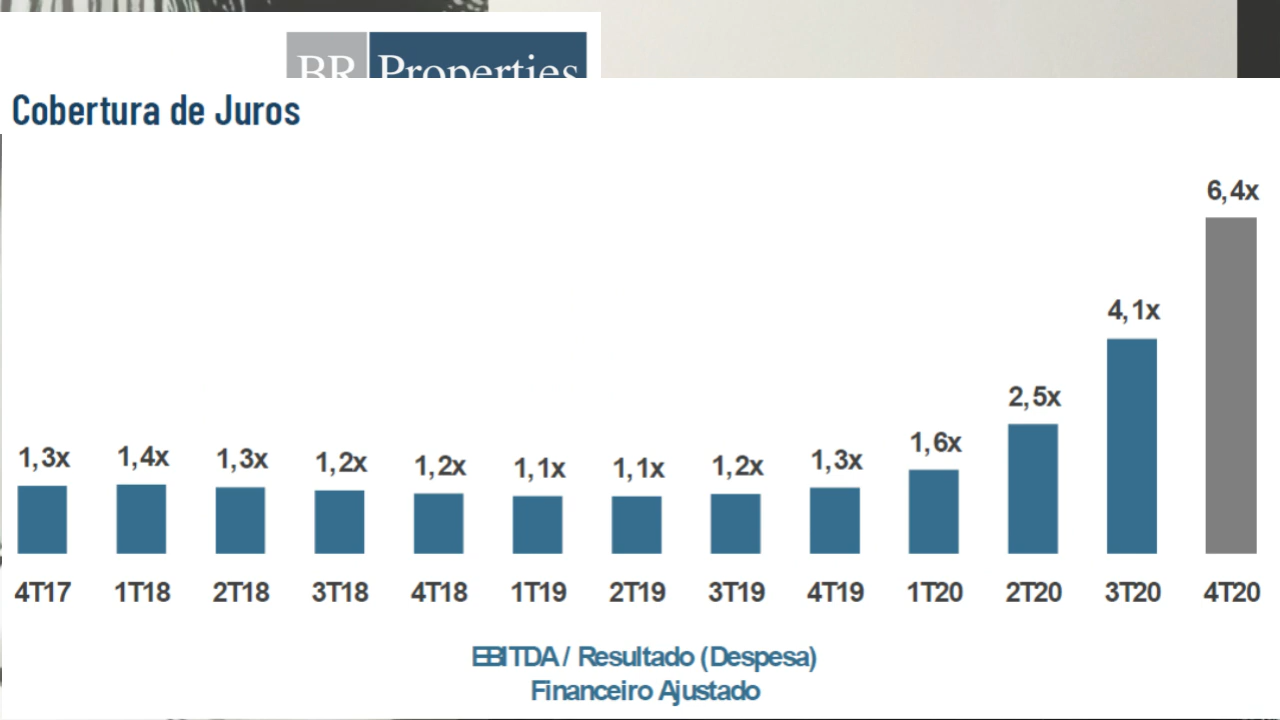 BR Properties
Cobertura de Juros
6,4x
4,1x
2,5x
1,6x
1,3x 1,4x 1,3x 1,2x 1,2x 1,1x 1,1x 1,2x 1,3x
4T17 1T18 2T18 3T18 4T18 1T19 2T19 3T19 4T19 1T20 2T20 3T20 4T20
EBITDA / Resultado (Despesa)
Financeiro Ajustado